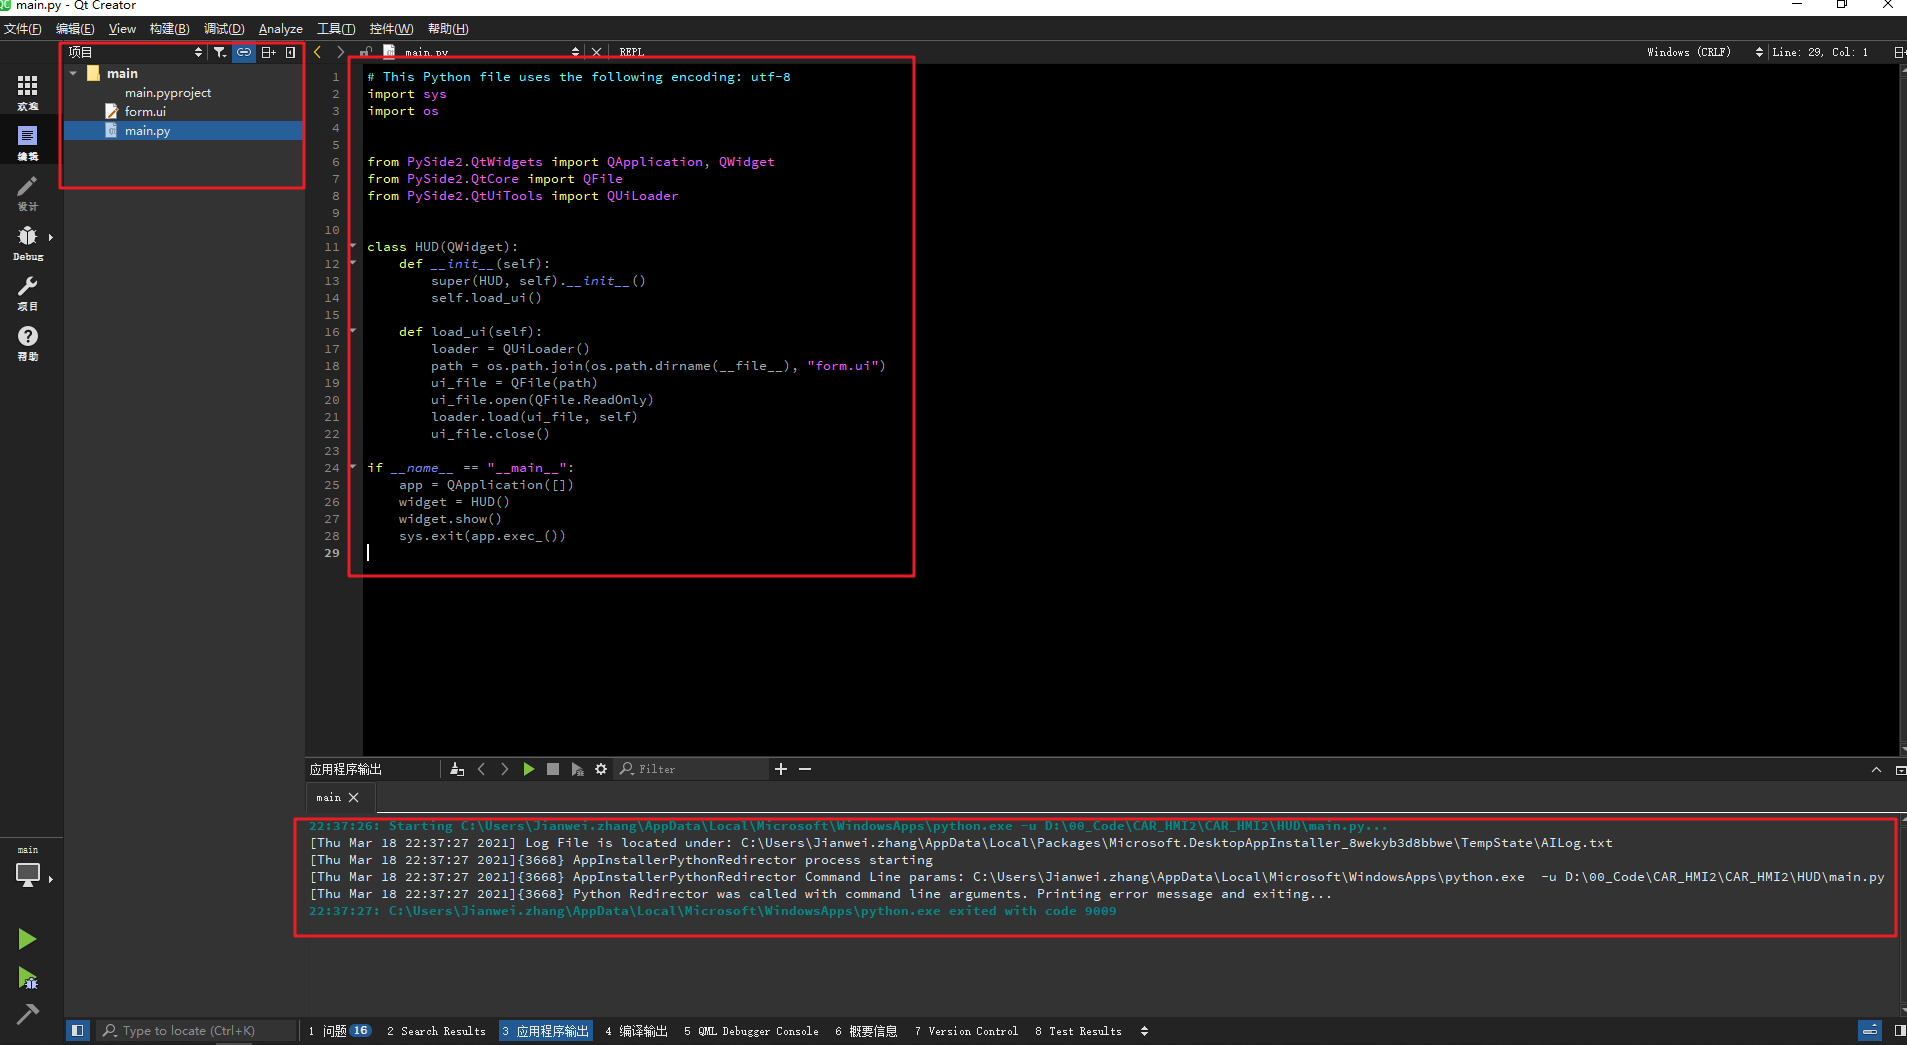 main.py - Qt Creator
文件(F) 编辑(E) View 构建(B) 调试(D) Analyze 工具(T) 控件(W) 帮助(H)
项目
main.py
REPL
Windows (CRLF)
Line: 29, Col: 1
欢迎
编辑
设计
Debug
项目
帮助
main
main.pyproject
form.ui
main.py
1 # This Python file uses the following encoding: utf-8
2 import sys
3 import os
4
5
6 from PySide2.QtWidgets import QApplication, QWidget
7 from PySide2.QtCore import QFile
8 from PySide2.QtUiTools import QUiLoader
9
10
11 class HUD(QWidget):
12     def __init__(self):
13         super(HUD, self).__init__()
14         self.load_ui()
15
16     def load_ui(self):
17         loader = QUiLoader()
18         path = os.path.join(os.path.dirname(__file__), "form.ui")
19         ui_file = QFile(path)
20         ui_file.open(QFile.ReadOnly)
21         loader.load(ui_file, self)
22         ui_file.close()
23
24 if __name__ == "__main__":
25     app = QApplication([])
26     widget = HUD()
27     widget.show()
28     sys.exit(app.exec_())
29
应用程序输出
Filter
main
22:37:26: Starting C:\Users\Jianwei.zhang\AppData\Local\Microsoft\WindowsApps\python.exe -u D:\00_Code\CAR_HMI2\CAR_HMI2\HUD\main.py...
[Thu Mar 18 22:37:27 2021] Log File is located under: C:\Users\Jianwei.zhang\AppData\Local\Packages\Microsoft.DesktopAppInstaller_8wekyb3d8bbwe\TempState\AILog.txt
[Thu Mar 18 22:37:27 2021]{3668} AppInstallerPythonRedirector process starting
[Thu Mar 18 22:37:27 2021]{3668} AppInstallerPythonRedirector Command Line params: C:\Users\Jianwei.zhang\AppData\Local\Microsoft\WindowsApps\python.exe  -u D:\00_Code\CAR_HMI2\CAR_HMI2\HUD\main.py
[Thu Mar 18 22:37:27 2021]{3668} Python Redirector was called with command line arguments. Printing error message and exiting...
22:37:27: C:\Users\Jianwei.zhang\AppData\Local\Microsoft\WindowsApps\python.exe exited with code 9009
main
Type to locate (Ctrl+K)
1 问题 16 2 Search Results 3 应用程序输出 4 编译输出 5 QML Debugger Console 6 概要信息 7 Version Control 8 Test Results